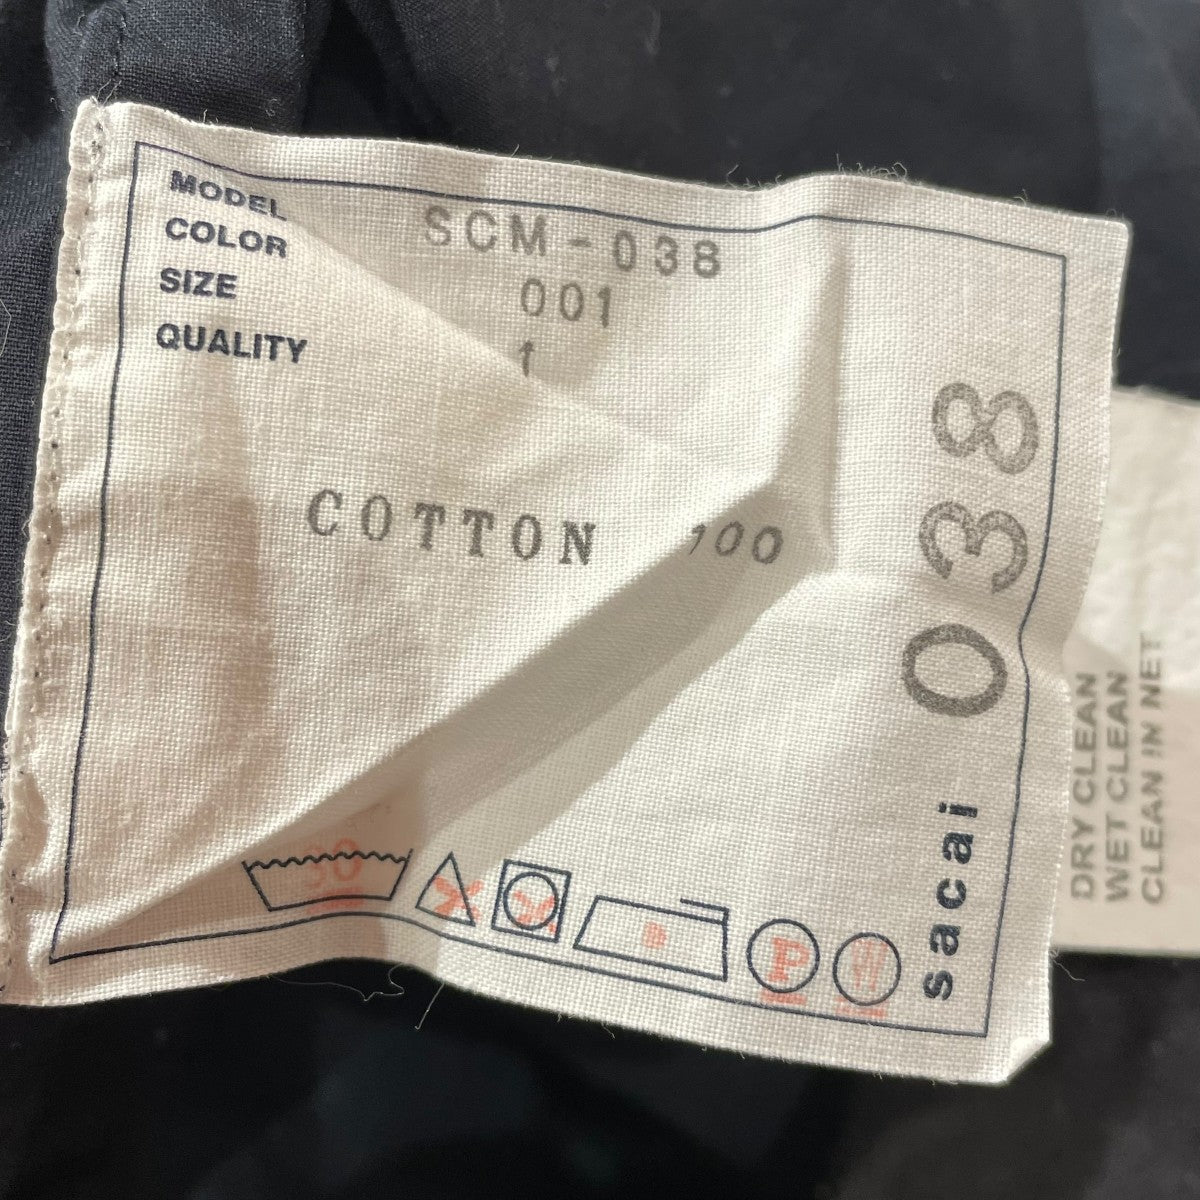 MODEL SCM-038
COLOR 001
SIZE 1
QUALITY
COTTON 100
30
P
W
sacai 038
DRY CLEAN
WET CLEAN
CLEAN IN NET